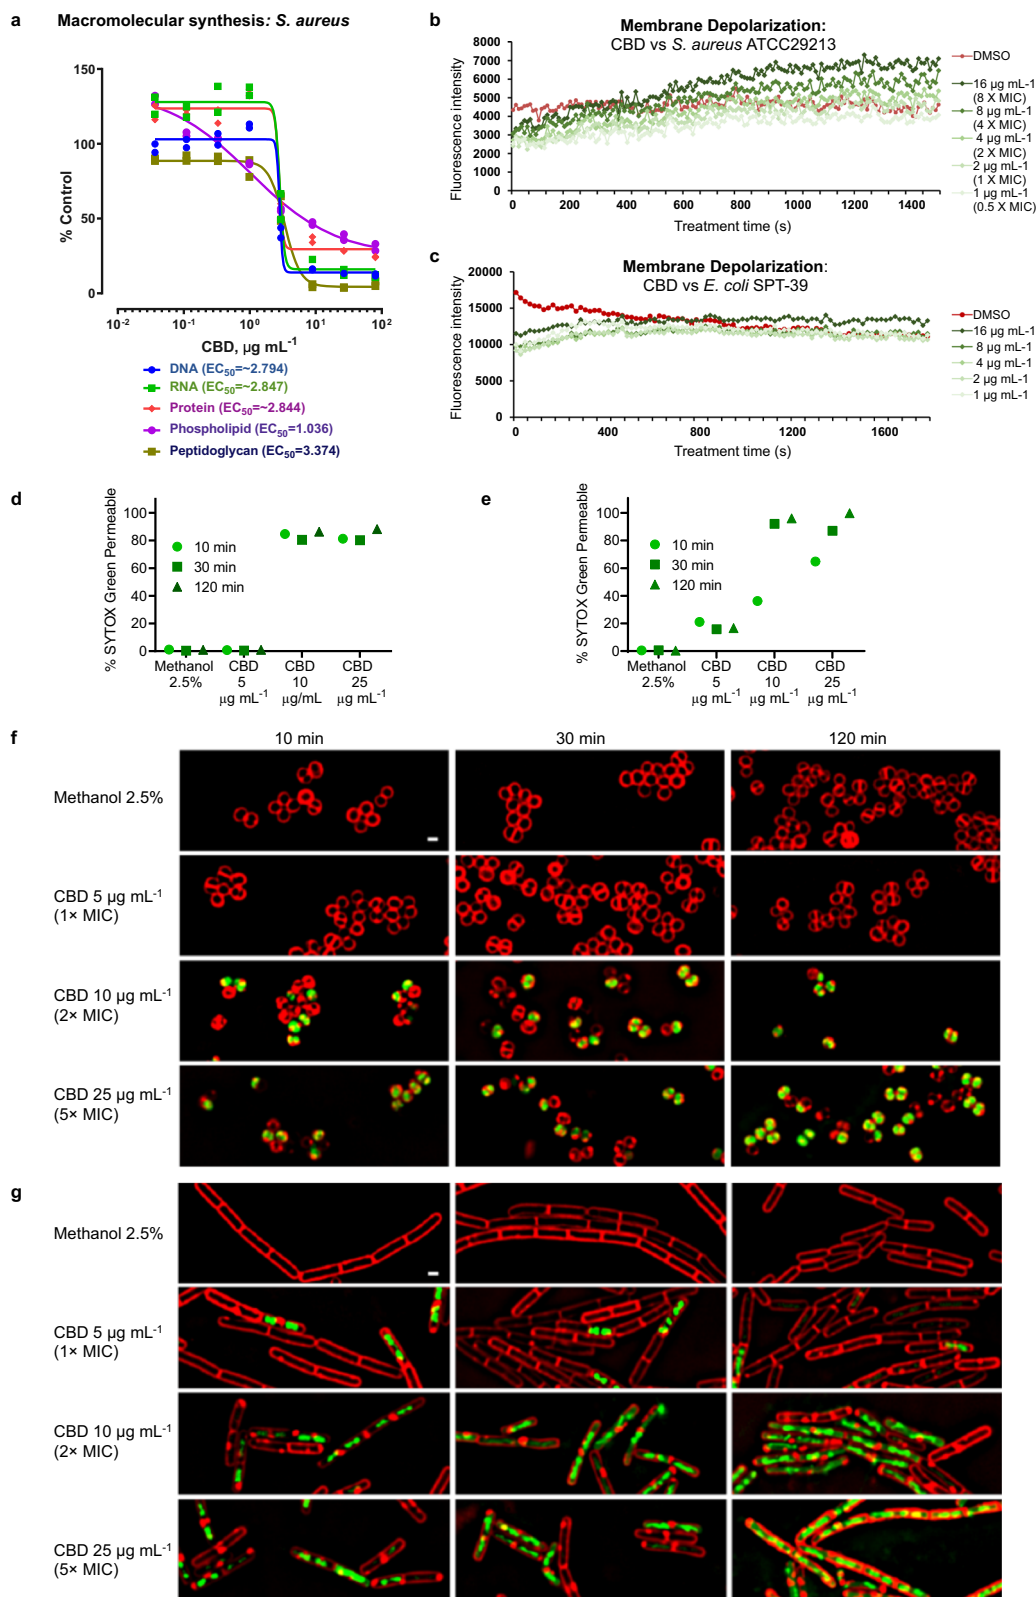 a
Macromolecular synthesis: S. aureus
150
100
50
0
% Control
10-2
10-1
100
101
102
CBD, µg mL-1
DNA (EC50=~2.794)
RNA (EC50=~2.847)
Protein (EC50=~2.844)
Phospholipid (EC50=1.036)
Peptidoglycan (EC50=3.374)
b
Membrane Depolarization:
CBD vs S. aureus ATCC29213
Fluorescence intensity
8000
7000
6000
5000
4000
3000
2000
1000
0
0
200
400
600
800
1000
1200
1400
Treatment time (s)
DMSO
16 µg mL-1
(8 X MIC)
8 µg mL-1
(4 X MIC)
4 µg mL-1
(2 X MIC)
2 µg mL-1
(1 X MIC)
1 µg mL-1
(0.5 X MIC)
c
Membrane Depolarization:
CBD vs E. coli SPT-39
Fluorescence intensity
20000
15000
10000
5000
0
0
400
800
1200
1600
Treatment time (s)
DMSO
16 µg mL-1
8 µg mL-1
4 µg mL-1
2 µg mL-1
1 µg mL-1
d
% SYTOX Green Permeable
100
80
60
40
20
0
10 min
30 min
120 min
Methanol
2.5%
CBD
5
µg mL-1
CBD
10
µg/mL
CBD
25
µg mL-1
e
% SYTOX Green Permeable
100
80
60
40
20
0
10 min
30 min
120 min
Methanol
2.5%
CBD
5
µg mL-1
CBD
10
µg mL-1
CBD
25
µg mL-1
f
10 min
30 min
120 min
Methanol 2.5%
CBD 5 µg mL-1
(1× MIC)
CBD 10 µg mL-1
(2× MIC)
CBD 25 µg mL-1
(5× MIC)
g
Methanol 2.5%
CBD 5 µg mL-1
(1× MIC)
CBD 10 µg mL-1
(2× MIC)
CBD 25 µg mL-1
(5× MIC)